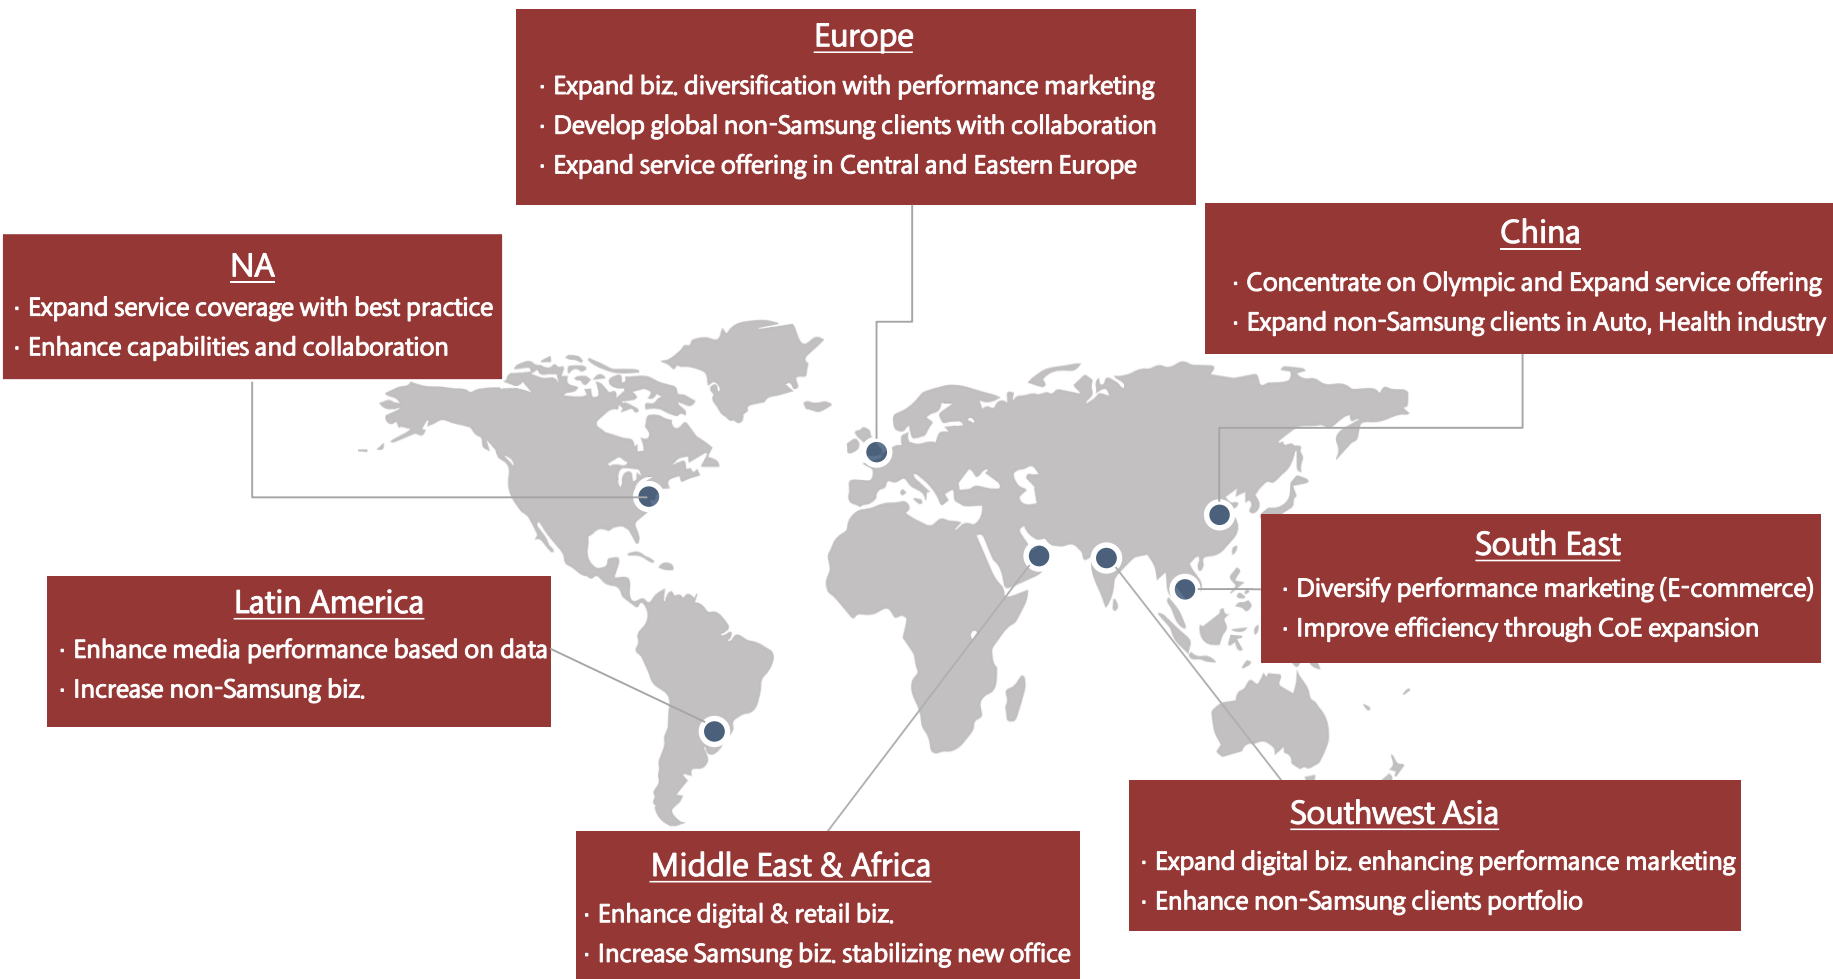 Europe
· Expand biz. diversification with performance marketing
· Develop global non-Samsung clients with collaboration
· Expand service offering in Central and Eastern Europe
NA
· Expand service coverage with best practice
· Enhance capabilities and collaboration
China
· Concentrate on Olympic and Expand service offering
· Expand non-Samsung clients in Auto, Health industry
Latin America
· Enhance media performance based on data
· Increase non-Samsung biz.
South East
· Diversify performance marketing (E-commerce)
· Improve efficiency through CoE expansion
Middle East & Africa
· Enhance digital & retail biz.
· Increase Samsung biz. stabilizing new office
Southwest Asia
· Expand digital biz. enhancing performance marketing
· Enhance non-Samsung clients portfolio